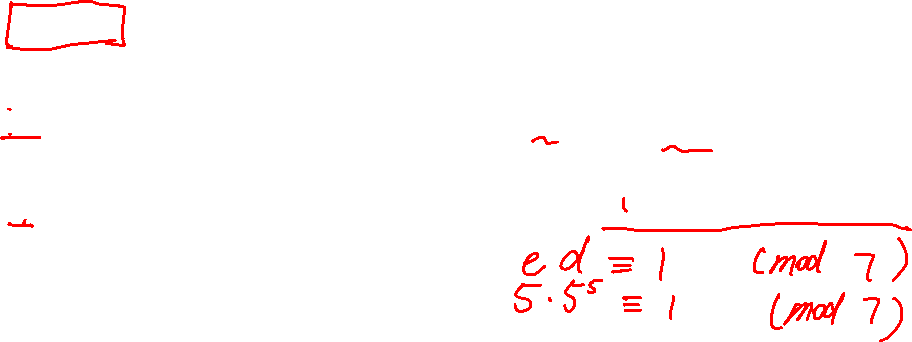 e d ≡ 1 (mod 7)
5·5⁵ ≡ 1 (mod 7)